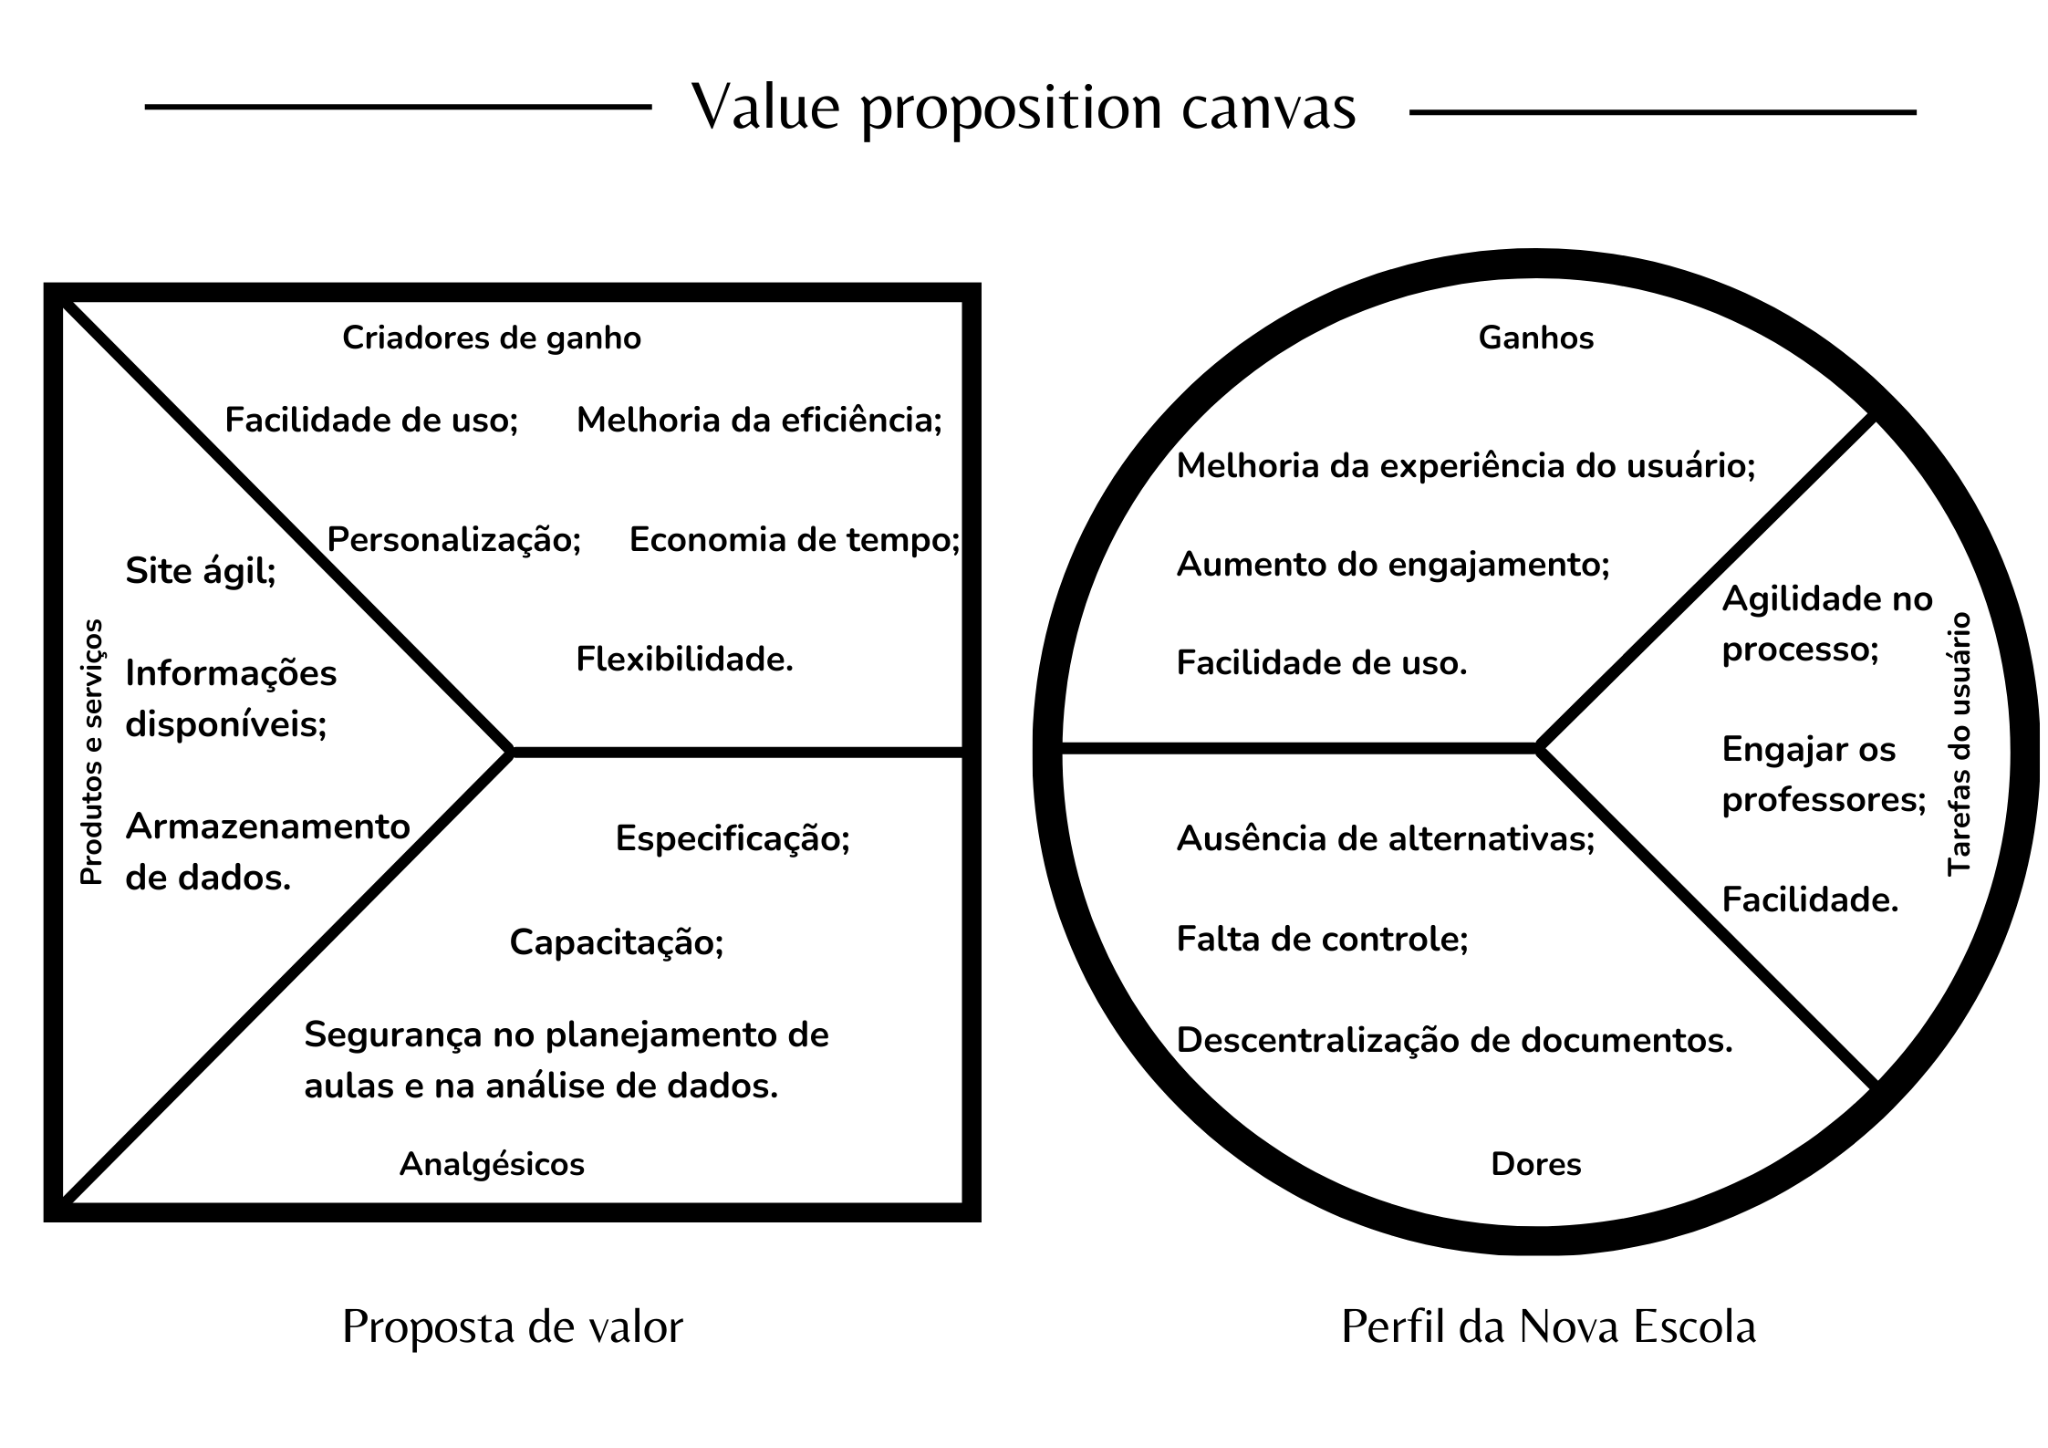 Value proposition canvas
Criadores de ganho
Facilidade de uso;
Melhoria da eficiência;
Personalização;
Economia de tempo;
Flexibilidade.
Produtos e serviços
Site ágil;
Informações
disponíveis;
Armazenamento
de dados.
Especificação;
Capacitação;
Segurança no planejamento de
aulas e na análise de dados.
Analgésicos
Proposta de valor
Ganhos
Melhoria da experiência do usuário;
Aumento do engajamento;
Facilidade de uso.
Agilidade no
processo;
Engajar os
professores;
Facilidade.
Tarefas do usuário
Ausência de alternativas;
Falta de controle;
Descentralização de documentos.
Dores
Perfil da Nova Escola